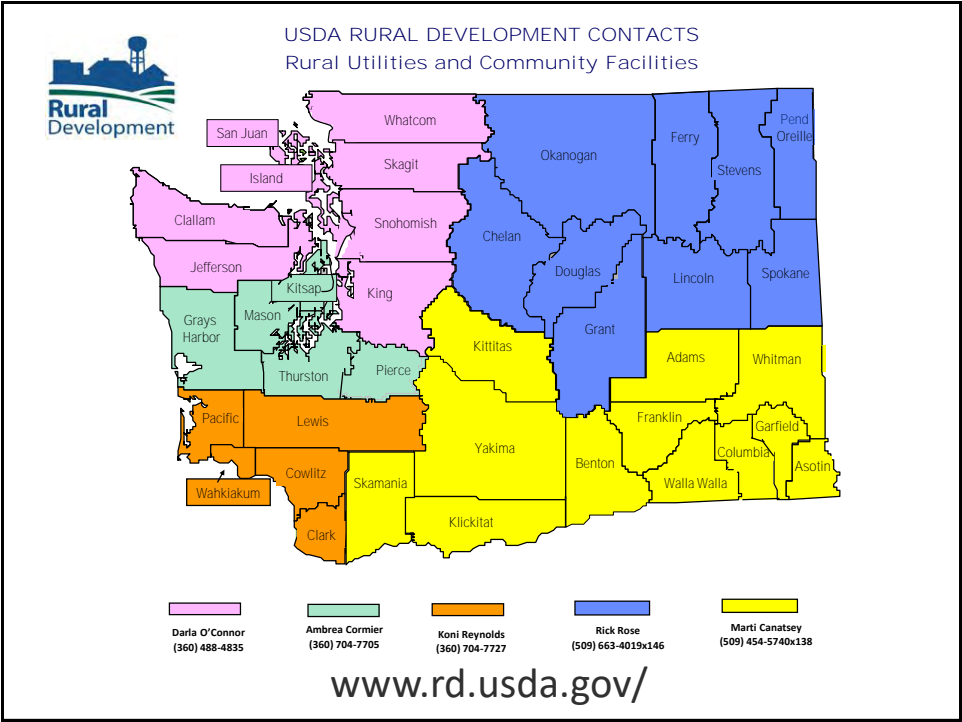 USDA RURAL DEVELOPMENT CONTACTS
Rural Utilities and Community Facilities
Rural
Development
San Juan
Island
Whatcom
Skagit
Snohomish
King
Clallam
Jefferson
Kitsap
Grays
Harbor
Mason
Thurston
Pierce
Pacific
Lewis
Wahkiakum
Cowlitz
Clark
Okanogan
Ferry
Stevens
Pend
Oreille
Chelan
Douglas
Grant
Lincoln
Spokane
Kittitas
Yakima
Skamania
Klickitat
Benton
Adams
Whitman
Franklin
Walla Walla
Columbia
Garfield
Asotin
Darla O’Connor
(360) 488-4835
Ambrea Cormier
(360) 704-7705
Koni Reynolds
(360) 704-7727
Rick Rose
(509) 663-4019x146
Marti Canatsey
(509) 454-5740x138
www.rd.usda.gov/